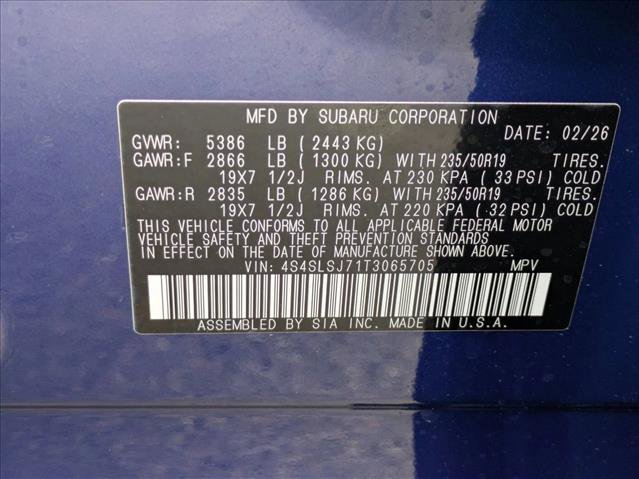 MFD BY SUBARU CORPORATION
DATE: 02/26
GVWR: 5386 LB (2443 KG)
GAWR:F 2866 LB (1300 KG) WITH 235/50R19 TIRES.
19X7 1/2J RIMS. AT 230 KPA (33 PSI) COLD
GAWR:R 2835 LB (1286 KG) WITH 235/50R19 TIRES.
19X7 1/2J RIMS. AT 220 KPA (32 PSI) COLD
THIS VEHICLE CONFORMS TO ALL APPLICABLE FEDERAL MOTOR
VEHICLE SAFETY AND THEFT PREVENTION STANDARDS
IN EFFECT ON THE DATE OF MANUFACTURE SHOWN ABOVE.
VIN: 4S4SLSJ71T3065705 MPV
ASSEMBLED BY SIA INC. MADE IN U.S.A.